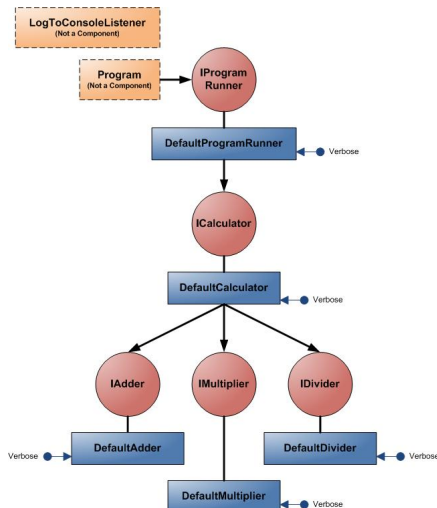 LogToConsoleListener
(Not a Component)
Program
(Not a Component)
IProgram
Runner
DefaultProgramRunner
Verbose
ICalculator
DefaultCalculator
Verbose
IAdder
IMultiplier
IDivider
Verbose
DefaultAdder
DefaultDivider
Verbose
DefaultMultiplier
Verbose